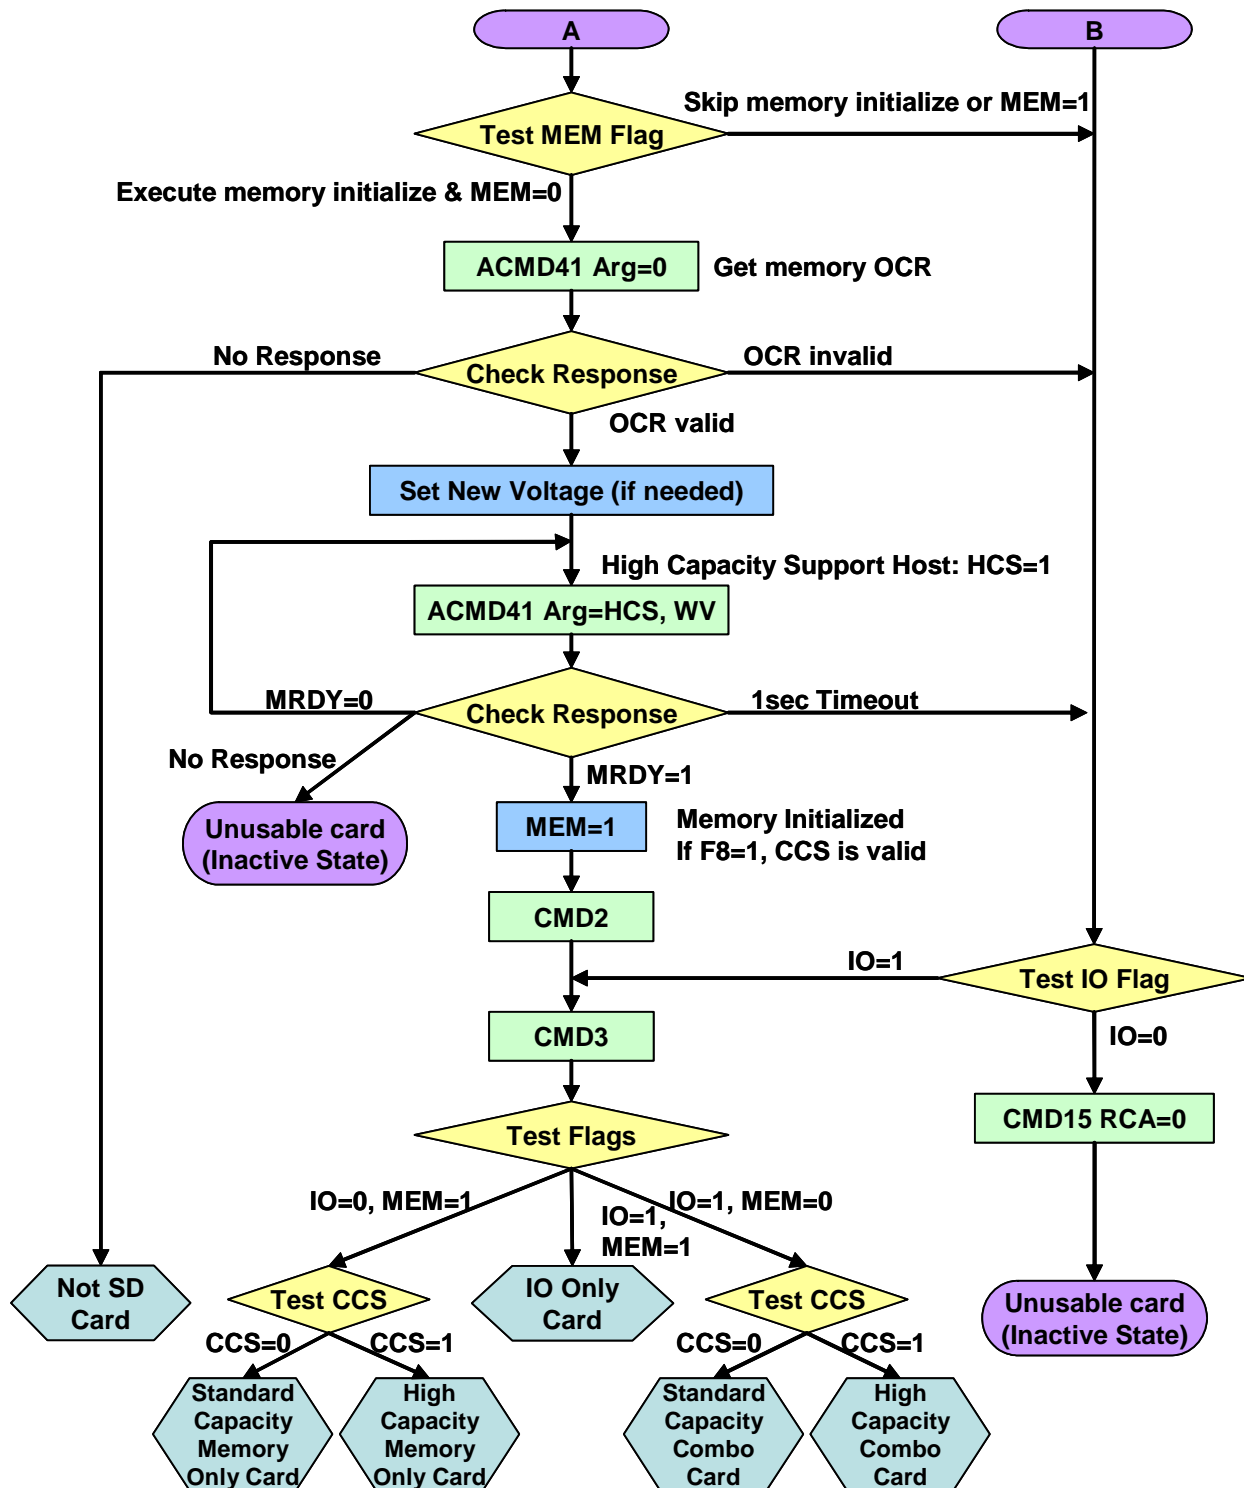 A
B
Skip memory initialize or MEM=1
Test MEM Flag
Execute memory initialize & MEM=0
ACMD41 Arg=0
Get memory OCR
No Response
OCR invalid
Check Response
OCR valid
Set New Voltage (if needed)
High Capacity Support Host: HCS=1
ACMD41 Arg=HCS, WV
MRDY=0
1sec Timeout
Check Response
No Response
MRDY=1
Unusable card
(Inactive State)
MEM=1
Memory Initialized
If F8=1, CCS is valid
CMD2
IO=1
Test IO Flag
CMD3
IO=0
CMD15 RCA=0
Test Flags
IO=0, MEM=1
IO=1,
MEM=1
IO=1, MEM=0
Not SD
Card
Test CCS
IO Only
Card
Test CCS
Unusable card
(Inactive State)
CCS=0
CCS=1
CCS=0
CCS=1
Standard
Capacity
Memory
Only Card
High
Capacity
Memory
Only Card
Standard
Capacity
Combo
Card
High
Capacity
Combo
Card